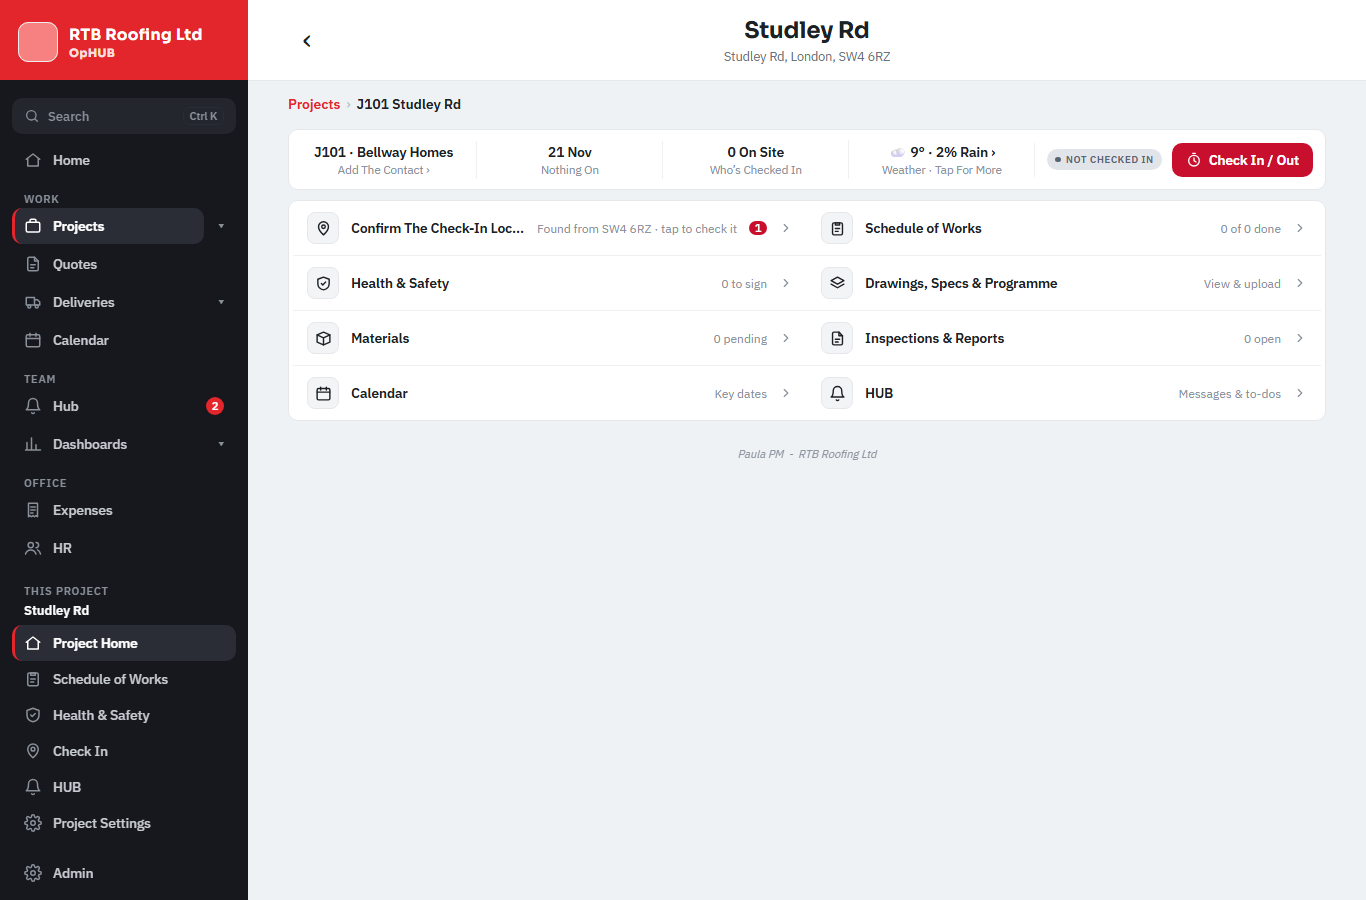 RTB Roofing Ltd
OpHUB
Search Ctrl K
Home
WORK
Projects
Quotes
Deliveries
Calendar
TEAM
Hub 2
Dashboards
OFFICE
Expenses
HR
THIS PROJECT
Studley Rd
Project Home
Schedule of Works
Health & Safety
Check In
HUB
Project Settings
Admin
Studley Rd
Studley Rd, London, SW4 6RZ
Projects › J101 Studley Rd
J101 · Bellway Homes
Add The Contact ›
21 Nov
Nothing On
0 On Site
Who's Checked In
9° · 2% Rain ›
Weather · Tap For More
NOT CHECKED IN
Check In / Out
Confirm The Check-In Loc... Found from SW4 6RZ · tap to check it 1
Schedule of Works 0 of 0 done
Health & Safety 0 to sign
Drawings, Specs & Programme View & upload
Materials 0 pending
Inspections & Reports 0 open
Calendar Key dates
HUB Messages & to-dos
Paula PM - RTB Roofing Ltd